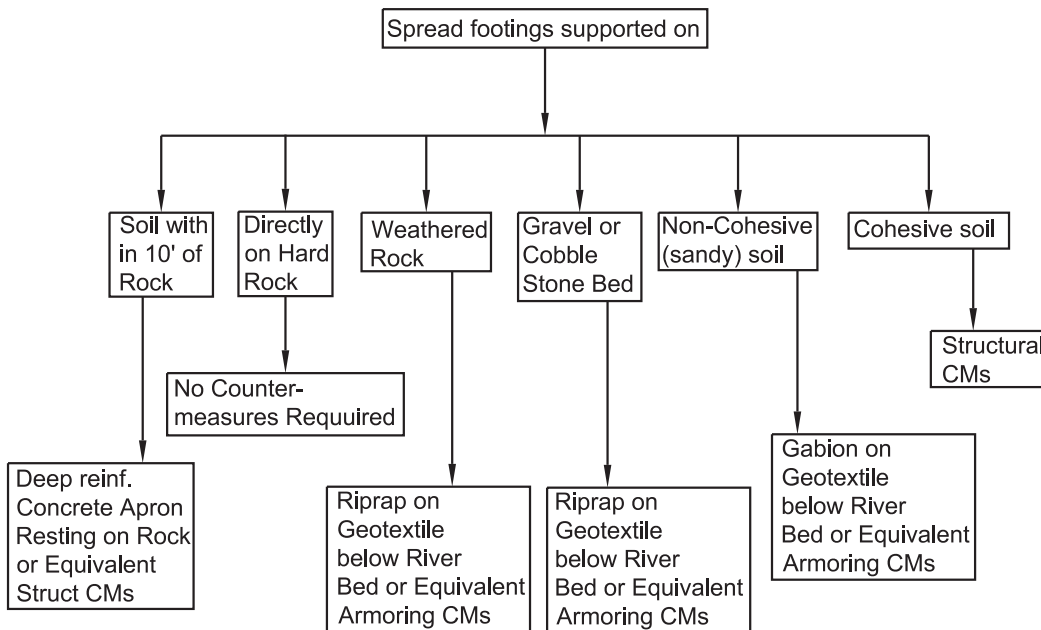 Spread footings supported on
Soil with
in 10' of
Rock
Directly
on Hard
Rock
Weathered
Rock
Gravel or
Cobble
Stone Bed
Non-Cohesive
(sandy) soil
Cohesive soil
No Counter-
measures Requuired
Structural
CMs
Deep reinf.
Concrete Apron
Resting on Rock
or Equivalent
Struct CMs
Riprap on
Geotextile
below River
Bed or Equivalent
Armoring CMs
Riprap on
Geotextile
below River
Bed or Equivalent
Armoring CMs
Gabion on
Geotextile
below River
Bed or Equivalent
Armoring CMs